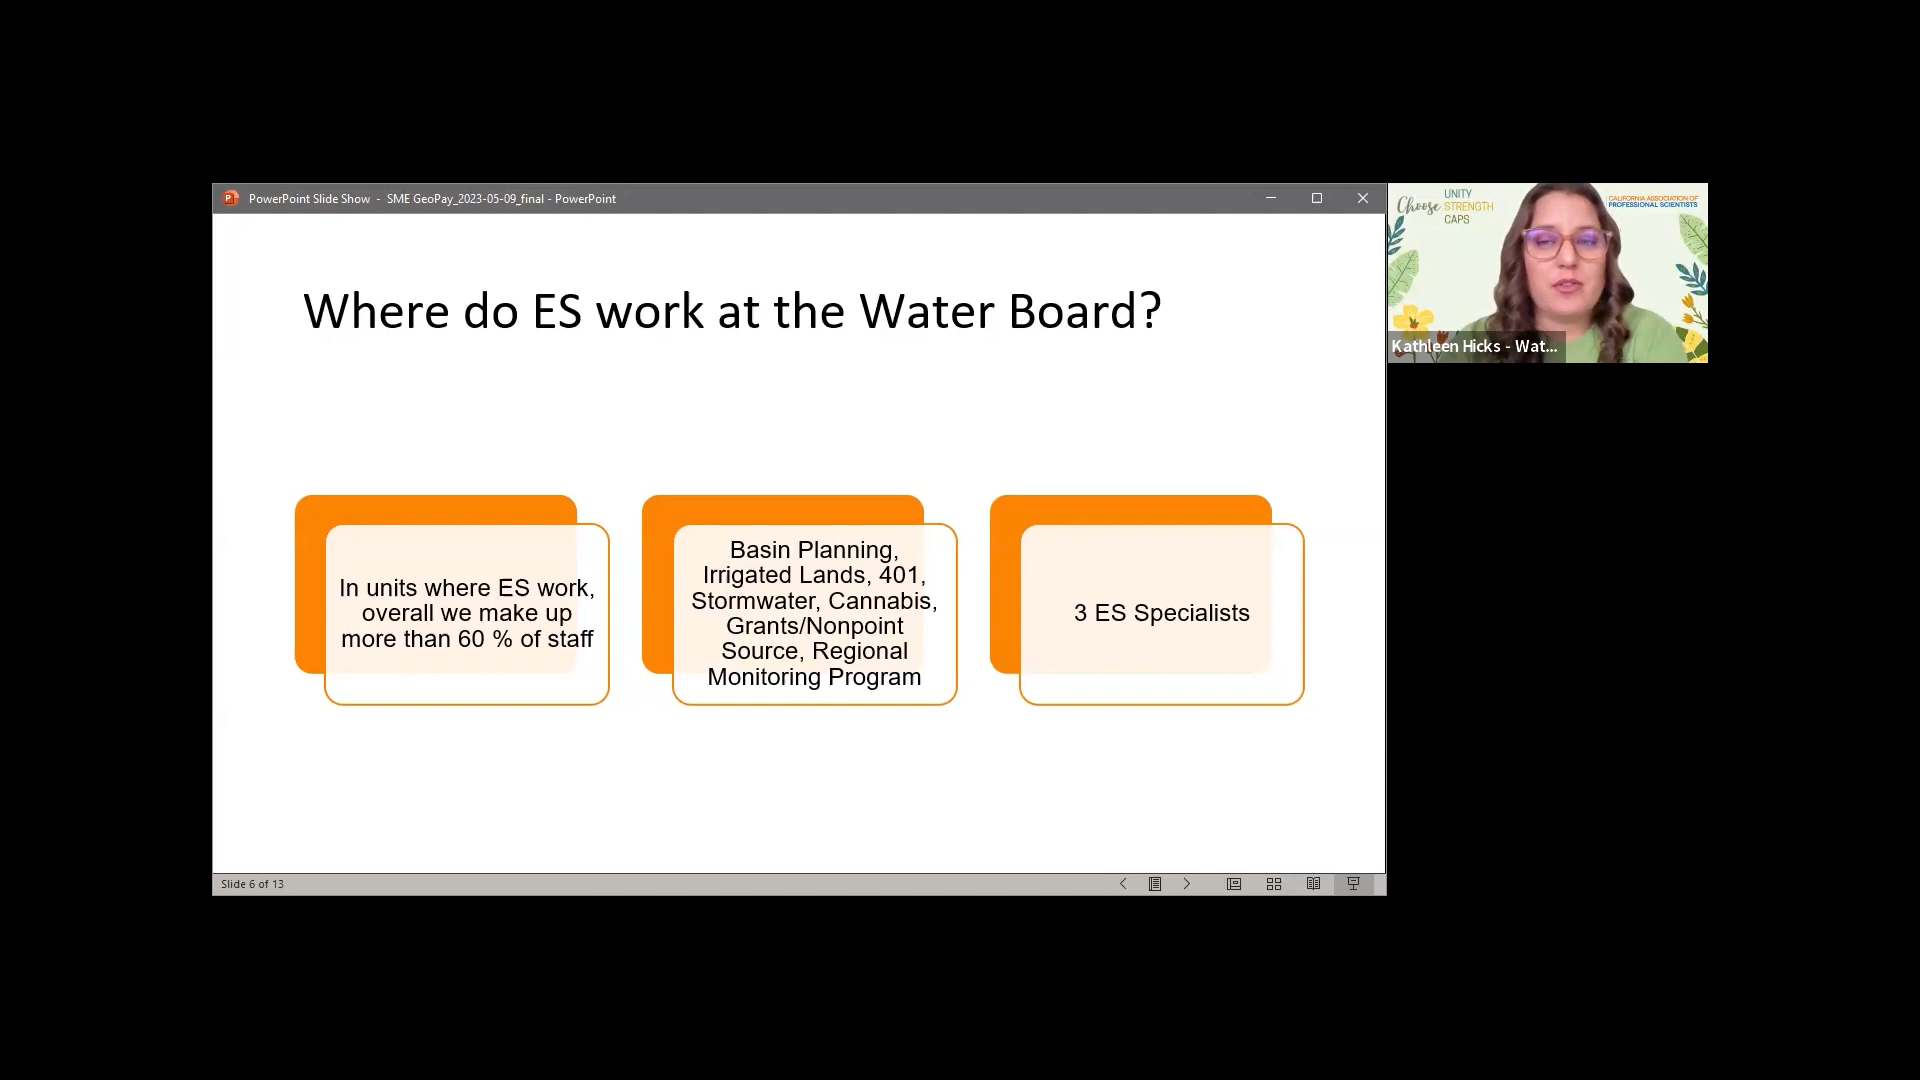 PowerPoint Slide Show - SME GeoPay_2023-05-09_final - PowerPoint
Where do ES work at the Water Board?
In units where ES work,
overall we make up
more than 60 % of staff
Basin Planning,
Irrigated Lands, 401,
Stormwater, Cannabis,
Grants/Nonpoint
Source, Regional
Monitoring Program
3 ES Specialists
Slide 6 of 13
Choose
UNITY
STRENGTH
CAPS
CALIFORNIA ASSOCIATION OF
PROFESSIONAL SCIENTISTS
Kathleen Hicks - Wat...